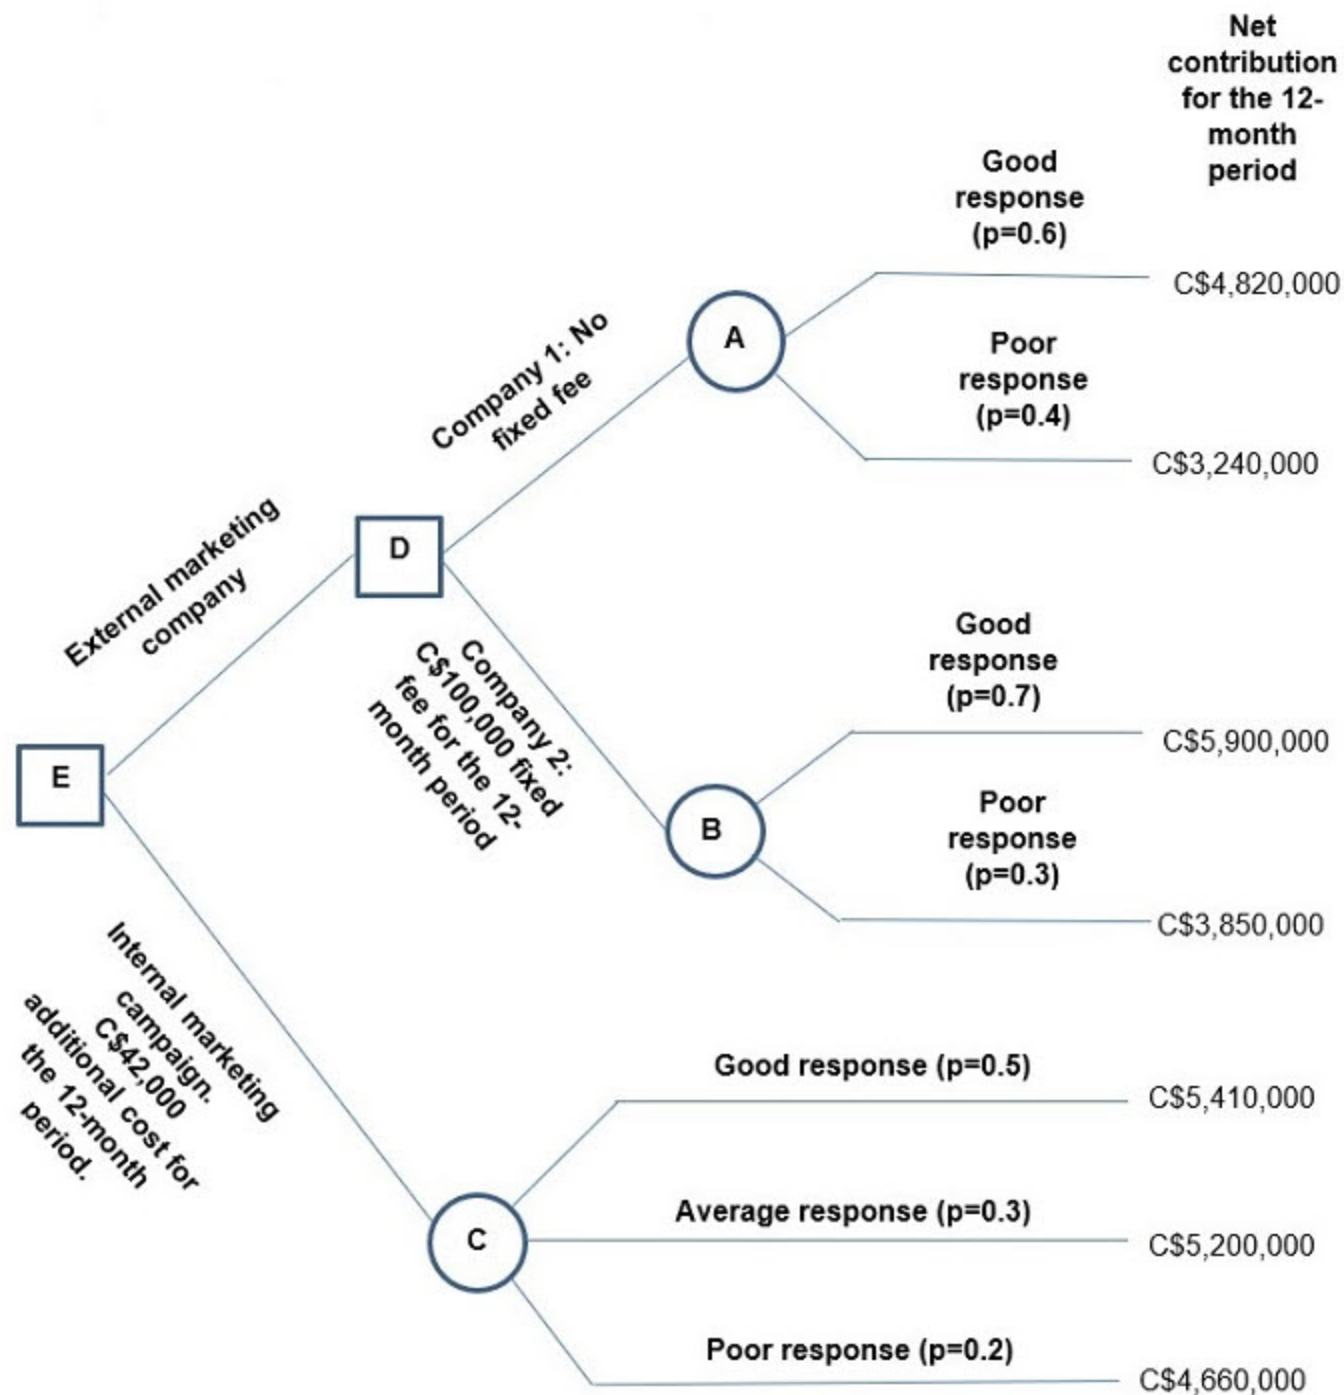 Net
contribution
for the 12-
month
period
Good
response
(p=0.6)
C$4,820,000
A
Poor
response
(p=0.4)
C$3,240,000
Company 1: No
fixed fee
External marketing
company
D
Company 2:
C$100,000 fixed
fee for the 12-
month period
Good
response
(p=0.7)
C$5,900,000
B
Poor
response
(p=0.3)
C$3,850,000
E
Internal marketing
campaign.
C$42,000
additional cost for
the 12-month
period.
Good response (p=0.5)
C$5,410,000
Average response (p=0.3)
C$5,200,000
C
Poor response (p=0.2)
C$4,660,000